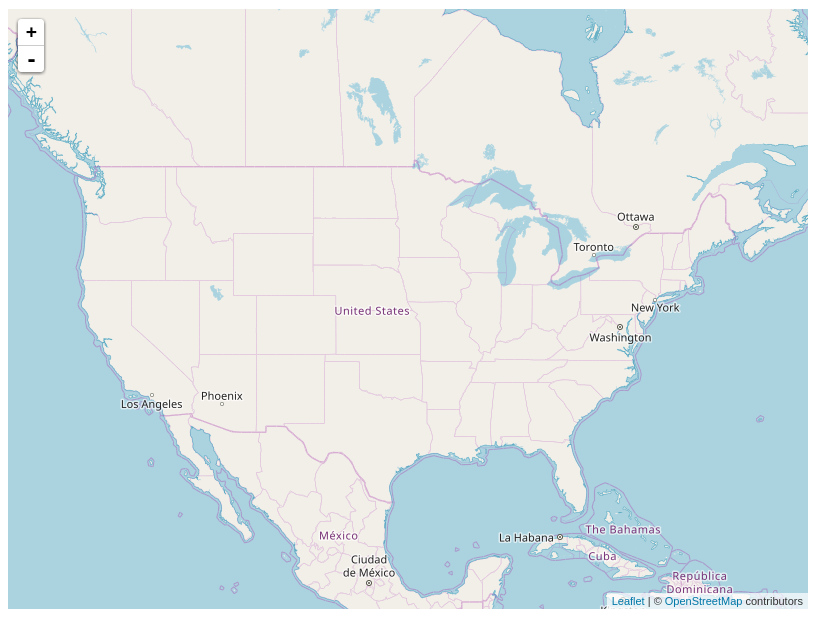 +
-
Ottawa
Toronto
New York
United States
Washington
Phoenix
Los Angeles
The Bahamas
La Habana
México
Cuba
Ciudad
de México
República
Dominicana
Leaflet | © OpenStreetMap contributors